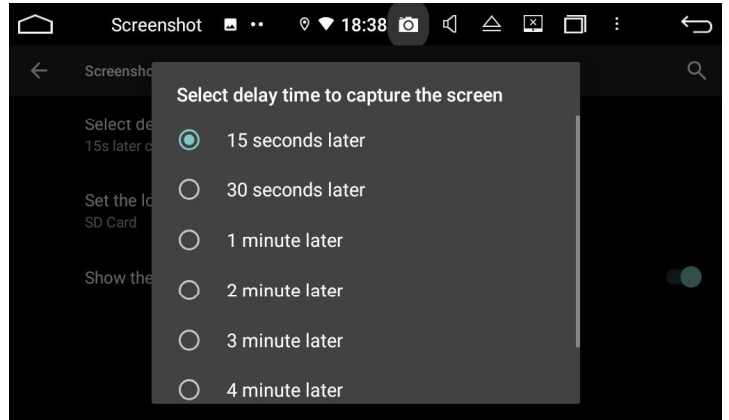 Screenshot 18:38
Screensho
Select delay time to capture the screen
Select de
15s later c
15 seconds later
30 seconds later
Set the lo
SD Card
1 minute later
Show the
2 minute later
3 minute later
4 minute later